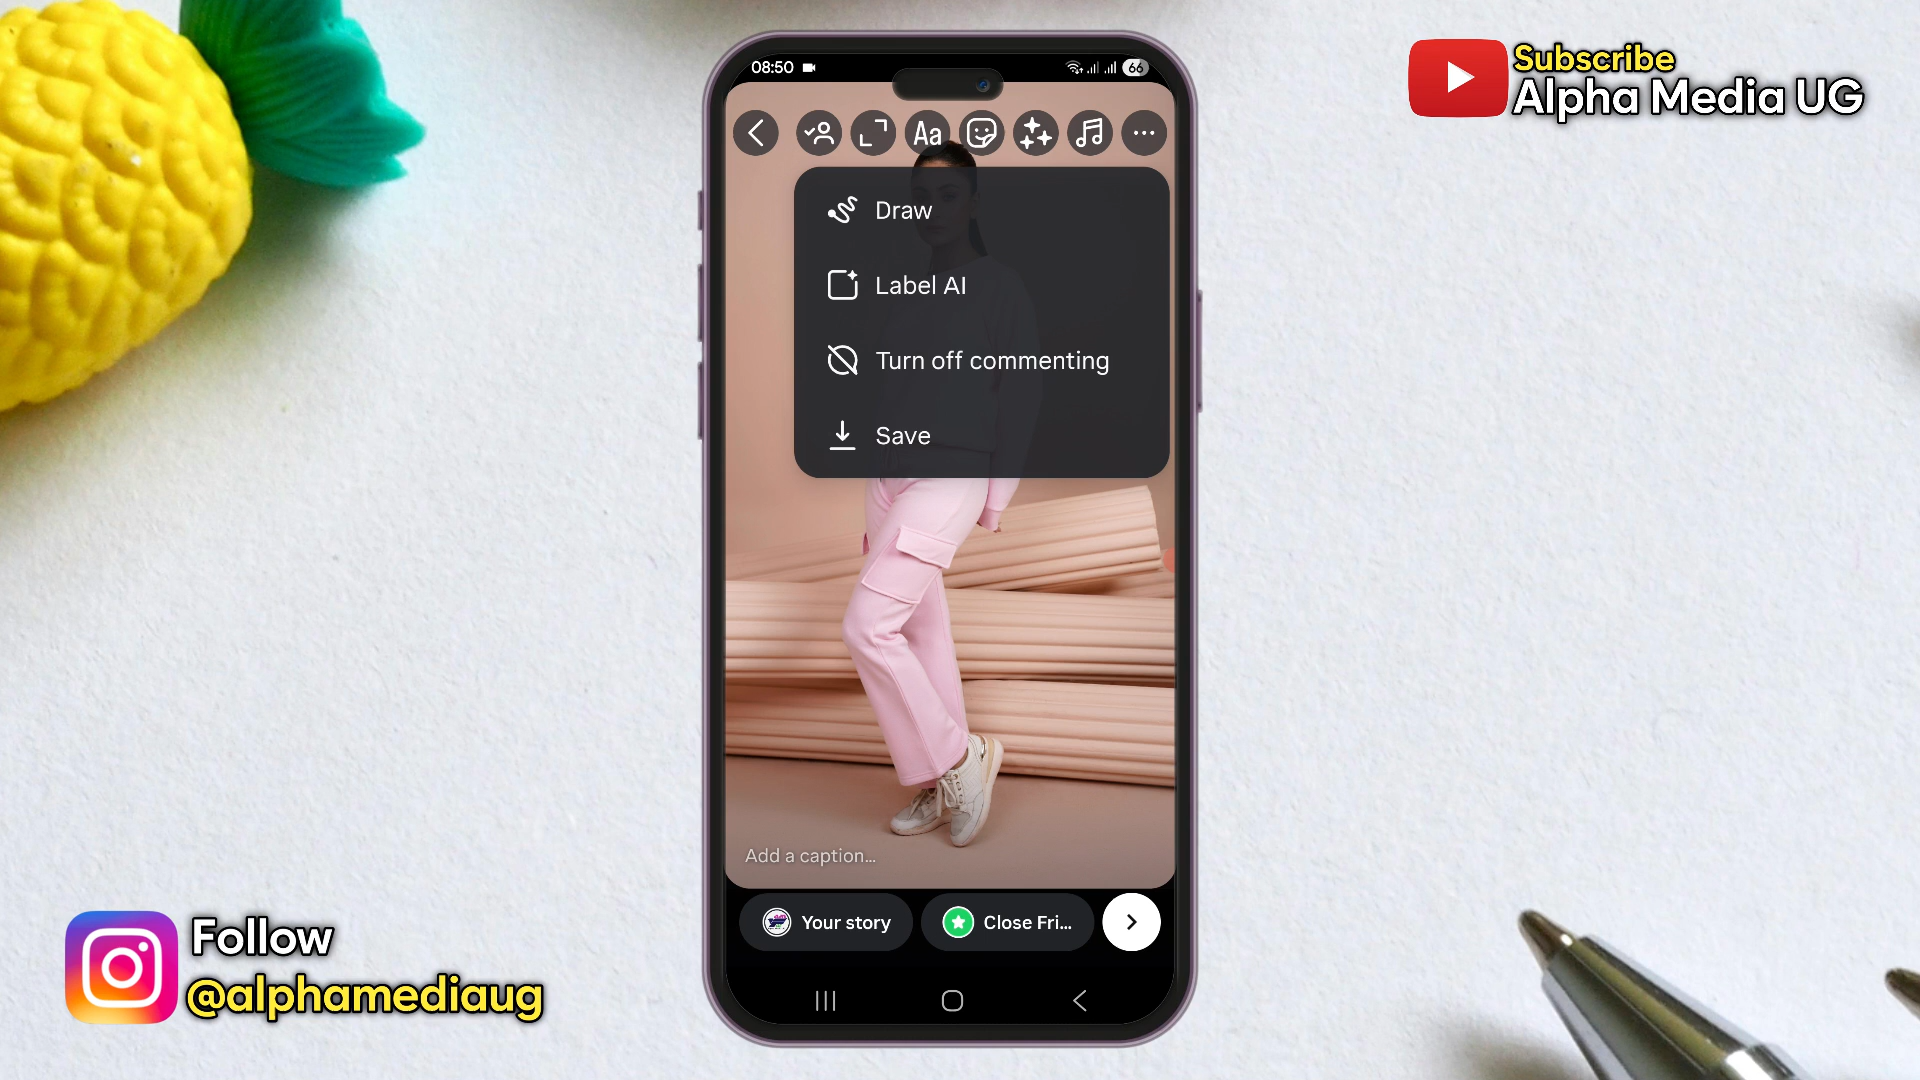 Subscribe
Alpha Media UG
08:50
66
Aa
Draw
Label AI
Turn off commenting
Save
Add a caption...
Your story
Close Fri...
Follow
@alphamediaug